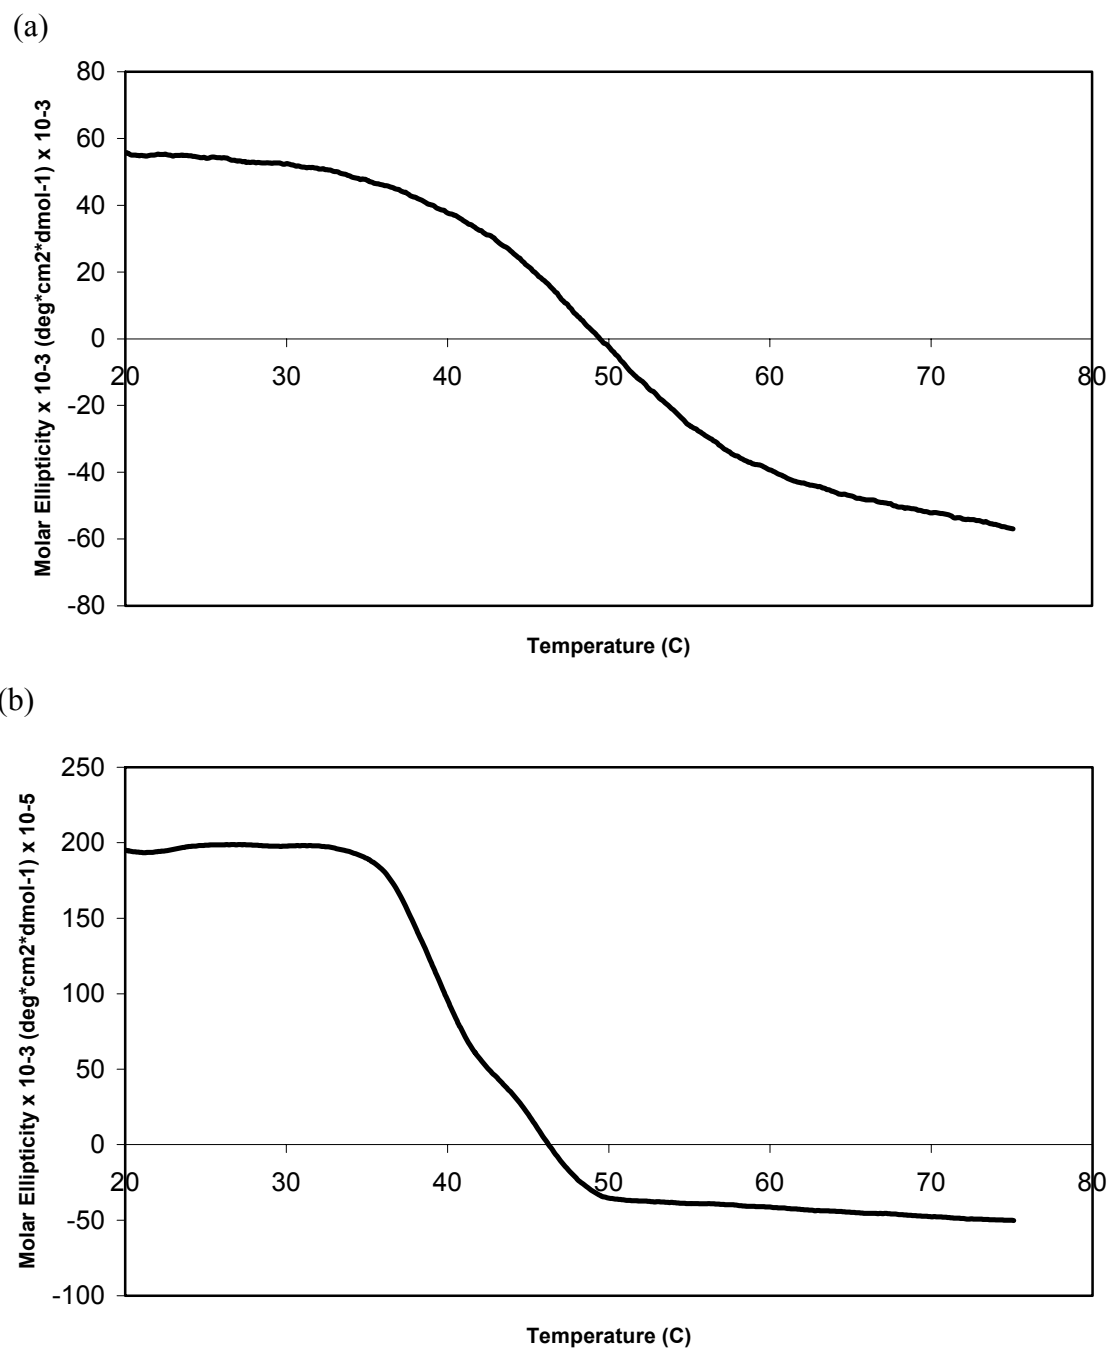 (a)
Molar Ellipticity x 10-3 (deg*cm2*dmol-1) x 10-3
80
60
40
20
0
-20
-40
-60
-80
20 30 40 50 60 70 80
Temperature (C)
(b)
Molar Ellipticity x 10-3 (deg*cm2*dmol-1) x 10-5
250
200
150
100
50
0
-50
-100
20 30 40 50 60 70 80
Temperature (C)